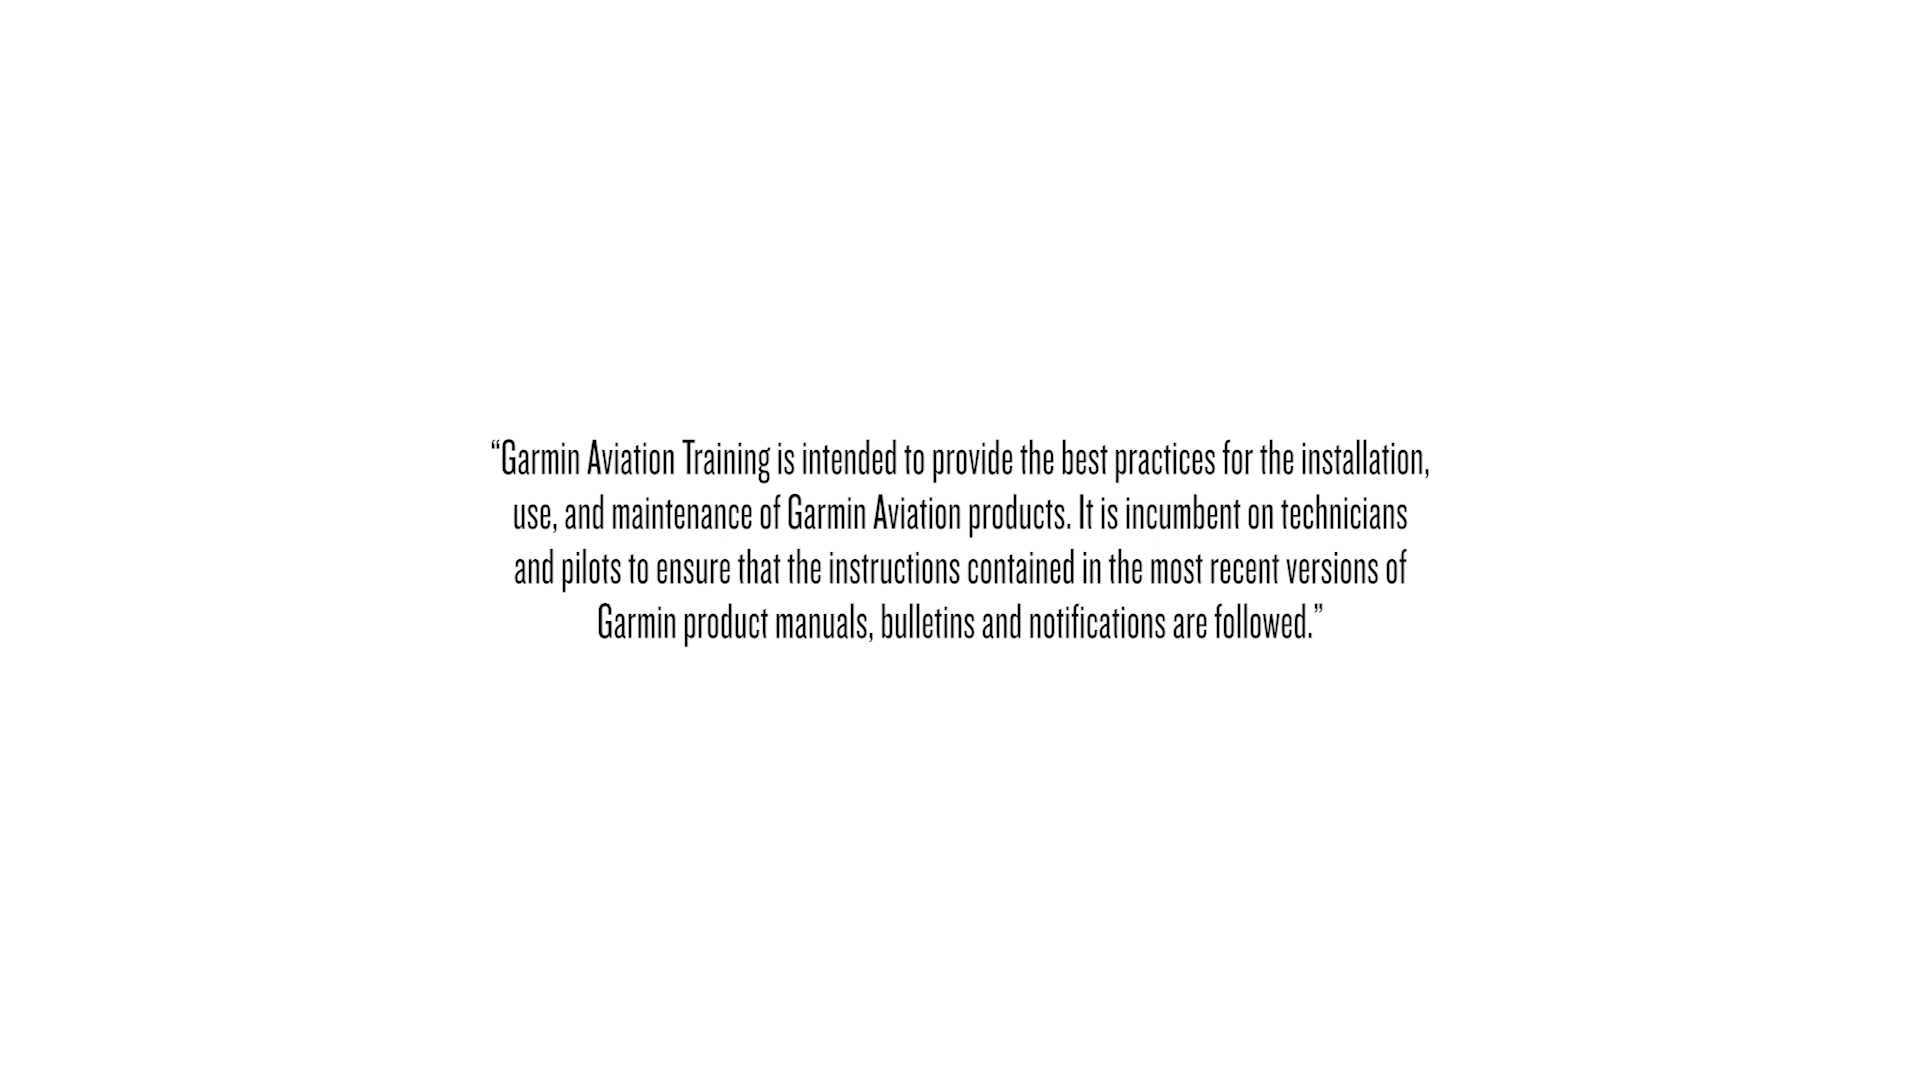 “Garmin Aviation Training is intended to provide the best practices for the installation,
use, and maintenance of Garmin Aviation products. It is incumbent on technicians
and pilots to ensure that the instructions contained in the most recent versions of
Garmin product manuals, bulletins and notifications are followed.”